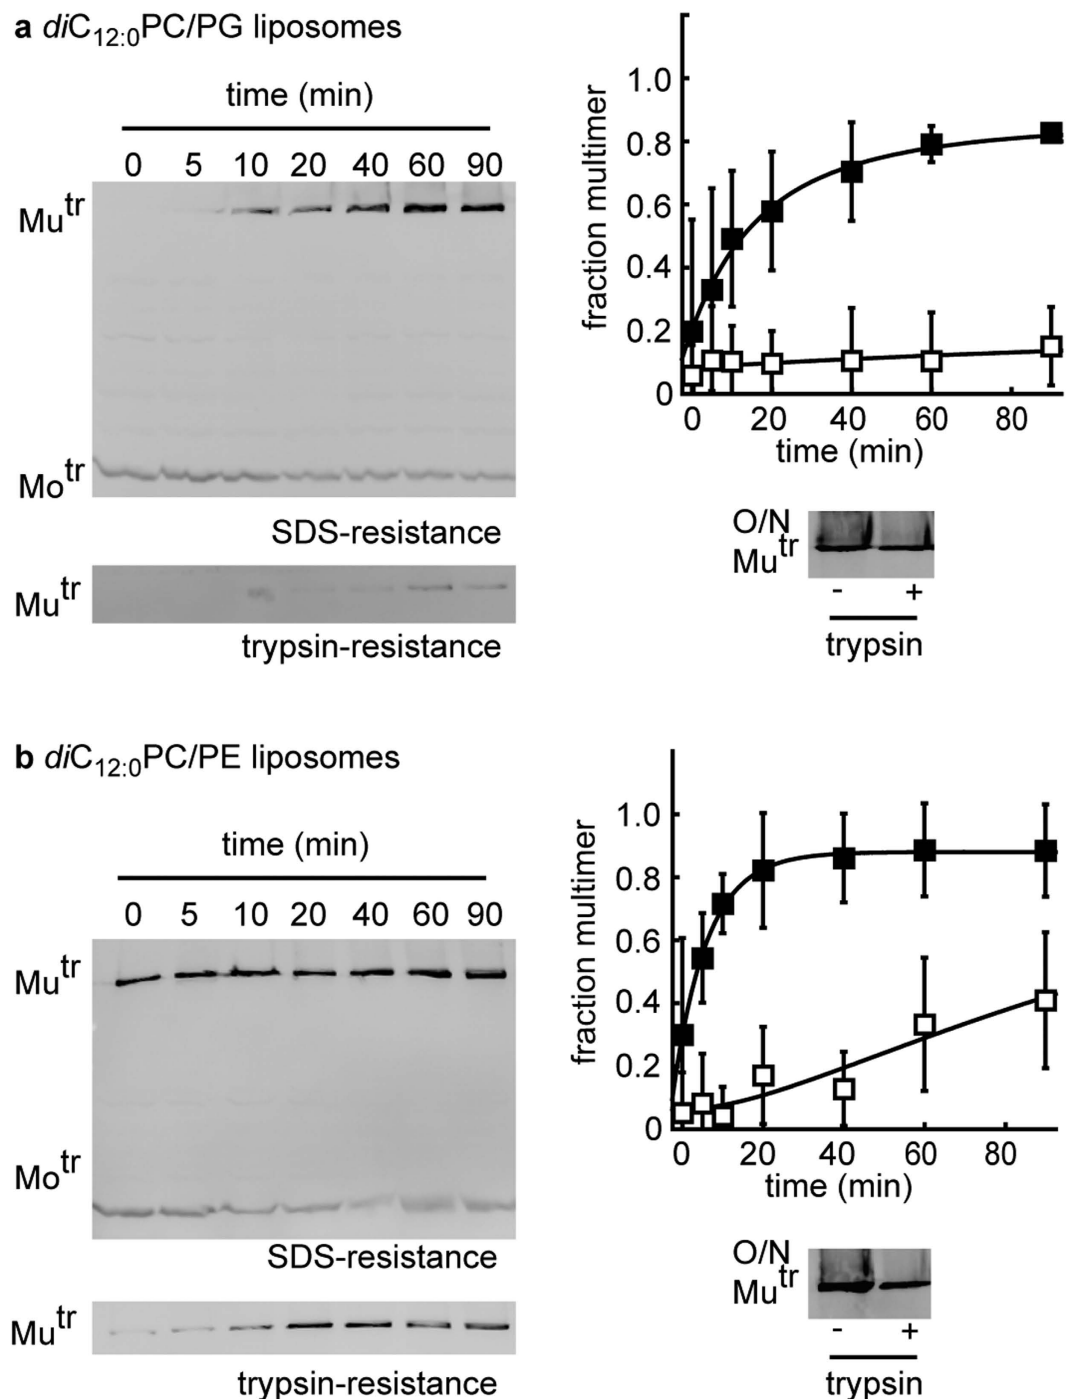 a diC12:0PC/PG liposomes
time (min)
0 5 10 20 40 60 90
Mutr
Motr
SDS-resistance
Mutr
trypsin-resistance
fraction multimer
1.0
0.8
0.6
0.4
0.2
0
0 20 40 60 80
time (min)
O/N
Mutr
- +
trypsin
b diC12:0PC/PE liposomes
time (min)
0 5 10 20 40 60 90
Mutr
Motr
SDS-resistance
Mutr
trypsin-resistance
fraction multimer
1.0
0.8
0.6
0.4
0.2
0
0 20 40 60 80
time (min)
O/N
Mutr
- +
trypsin